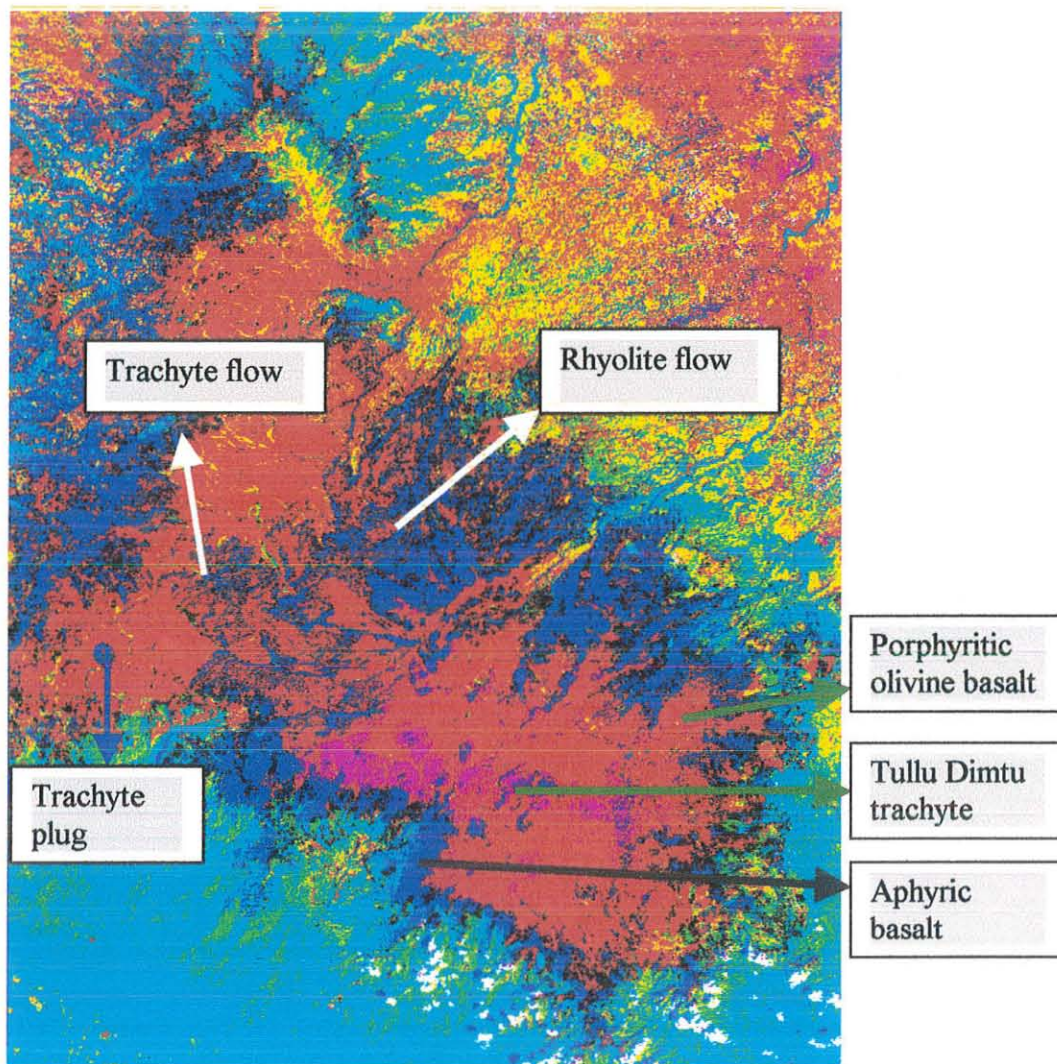 Trachyte flow
Rhyolite flow
Porphyritic
olivine basalt
Trachyte
plug
Tullu Dimtu
trachyte
Aphyric
basalt